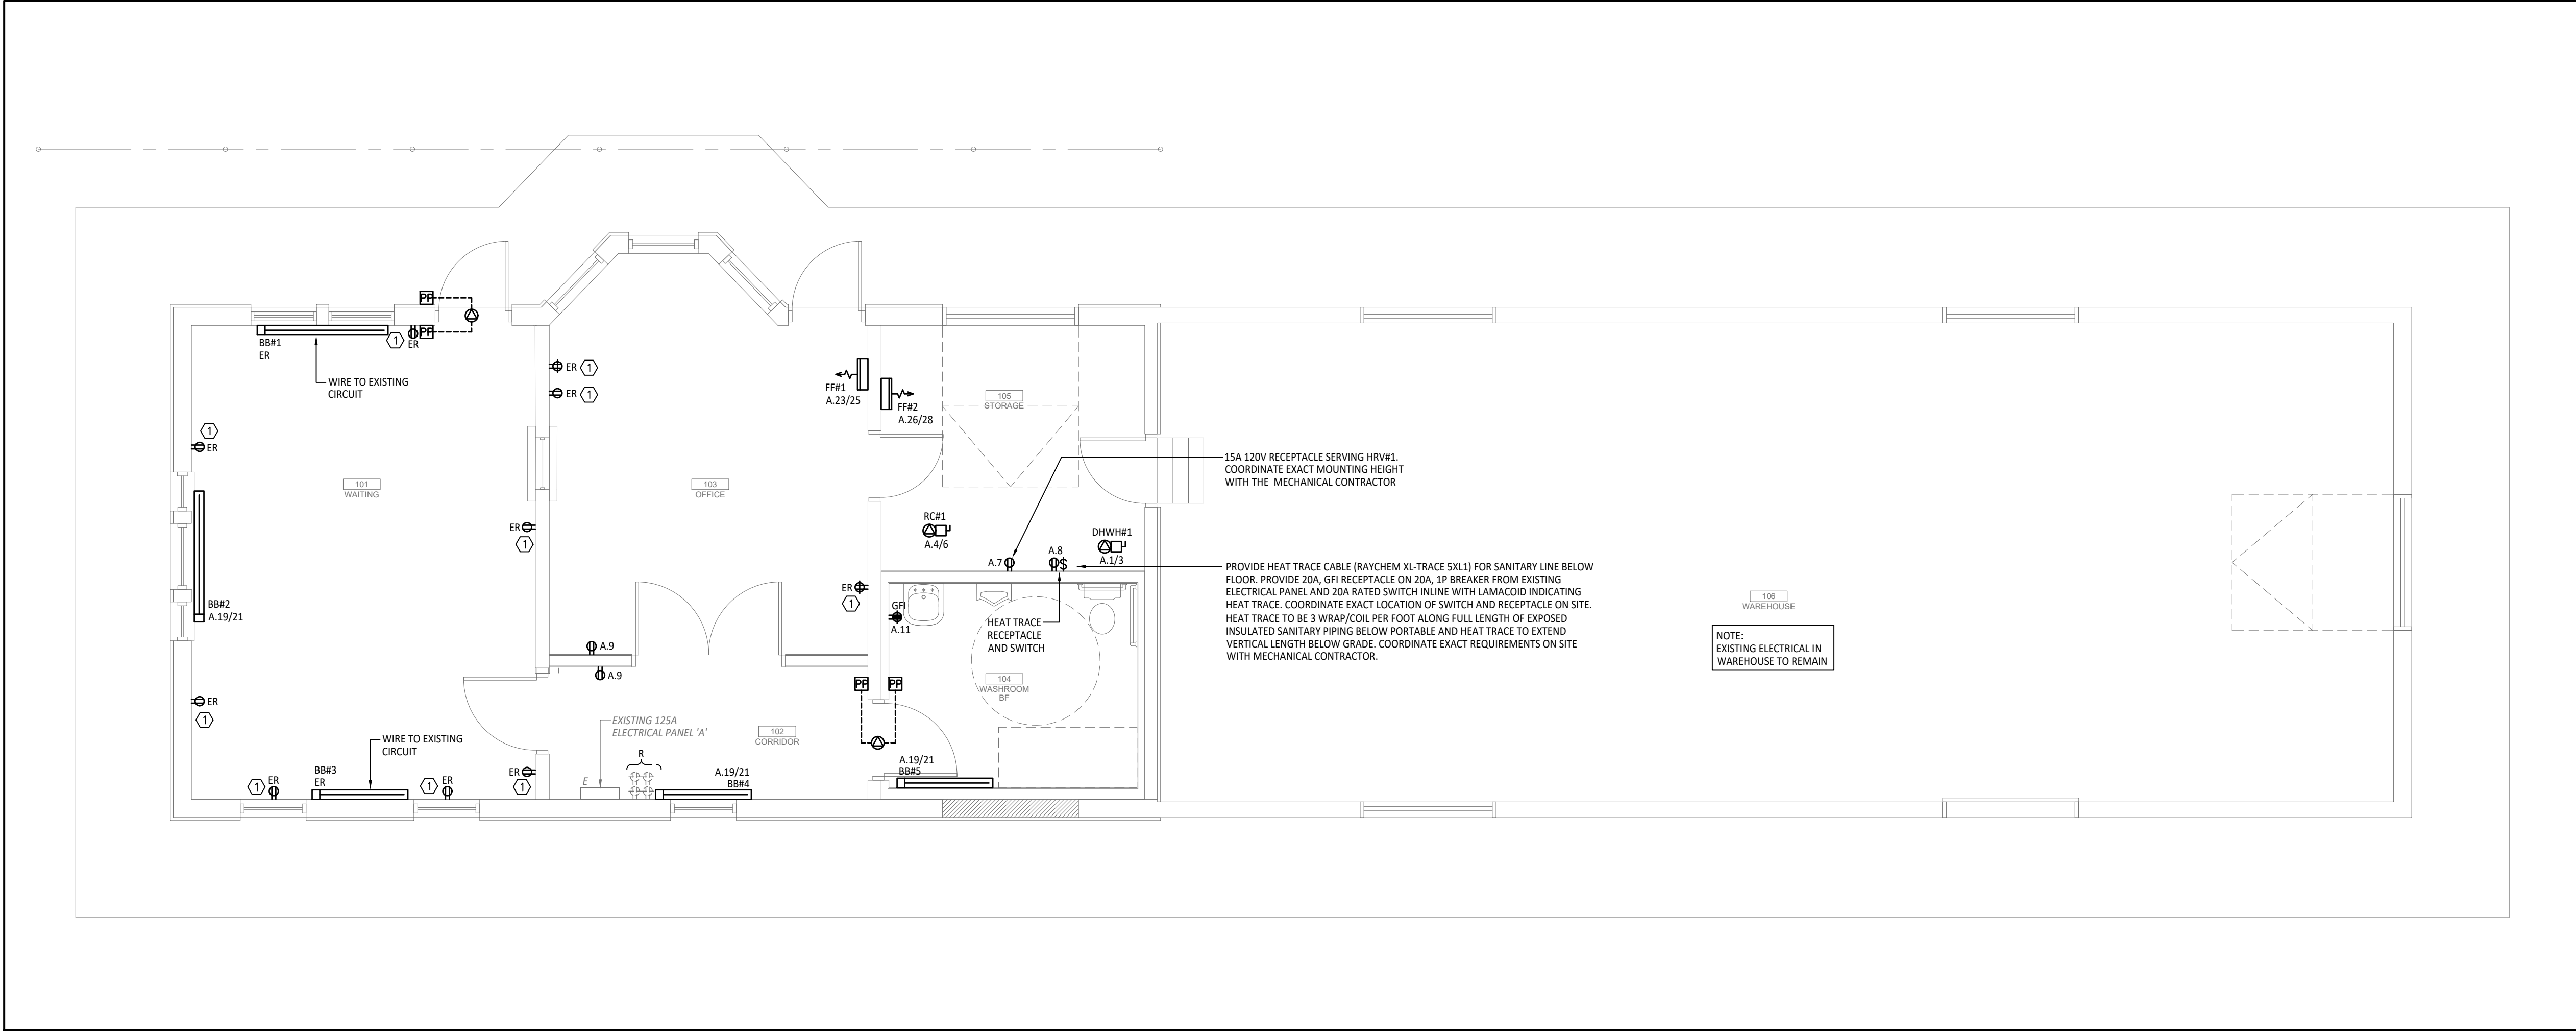 PP
PP
1
ER
BB#1
ER
WIRE TO EXISTING
CIRCUIT
ER 1
ER 1
FF#1
A.23/25
FF#2
A.26/28
105
STORAGE
1
ER
101
WAITING
103
OFFICE
15A 120V RECEPTACLE SERVING HRV#1.
COORDINATE EXACT MOUNTING HEIGHT
WITH THE MECHANICAL CONTRACTOR
ER
1
RC#1
A.4/6
DHWH#1
A.1/3
A.7
A.8
$
PROVIDE HEAT TRACE CABLE (RAYCHEM XL-TRACE 5XL1) FOR SANITARY LINE BELOW
FLOOR. PROVIDE 20A, GFI RECEPTACLE ON 20A, 1P BREAKER FROM EXISTING
ELECTRICAL PANEL AND 20A RATED SWITCH INLINE WITH LAMACOID INDICATING
HEAT TRACE. COORDINATE EXACT LOCATION OF SWITCH AND RECEPTACLE ON SITE.
HEAT TRACE TO BE 3 WRAP/COIL PER FOOT ALONG FULL LENGTH OF EXPOSED
INSULATED SANITARY PIPING BELOW PORTABLE AND HEAT TRACE TO EXTEND
VERTICAL LENGTH BELOW GRADE. COORDINATE EXACT REQUIREMENTS ON SITE
WITH MECHANICAL CONTRACTOR.
BB#2
A.19/21
ER
1
GFI
A.11
HEAT TRACE
RECEPTACLE
AND SWITCH
106
WAREHOUSE
NOTE:
EXISTING ELECTRICAL IN
WAREHOUSE TO REMAIN
A.9
A.9
PP
PP
104
WASHROOM
BF
ER
1
EXISTING 125A
ELECTRICAL PANEL 'A'
102
CORRIDOR
WIRE TO EXISTING
CIRCUIT
R
E
1
ER
BB#3
ER
1
ER
ER
1
A.19/21
BB#4
A.19/21
BB#5